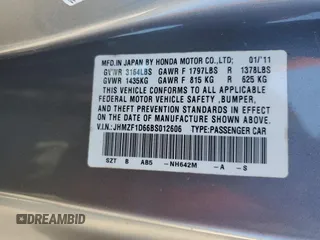 MFD.IN JAPAN BY HONDA MOTOR CO.,LTD; 01/'11
GVWR 3164LBS GAWR F 1797LBS R 1378LBS
GVWR 1435KG GAWR F 815 KG R 625 KG
THIS VEHICLE CONFORMS TO ALL APPLICABLE
FEDERAL MOTOR VEHICLE SAFETY ,BUMPER,
AND THEFT PREVENTION STANDARDS IN EFFECT
ON THE DATE OF MANUFACTURE SHOWN ABOVE.
V.I.N.: JHMZF1D66BS012606 TYPE:PASSENGER CAR
SZT B AB5 -NH642M -A -S
DREAMBID